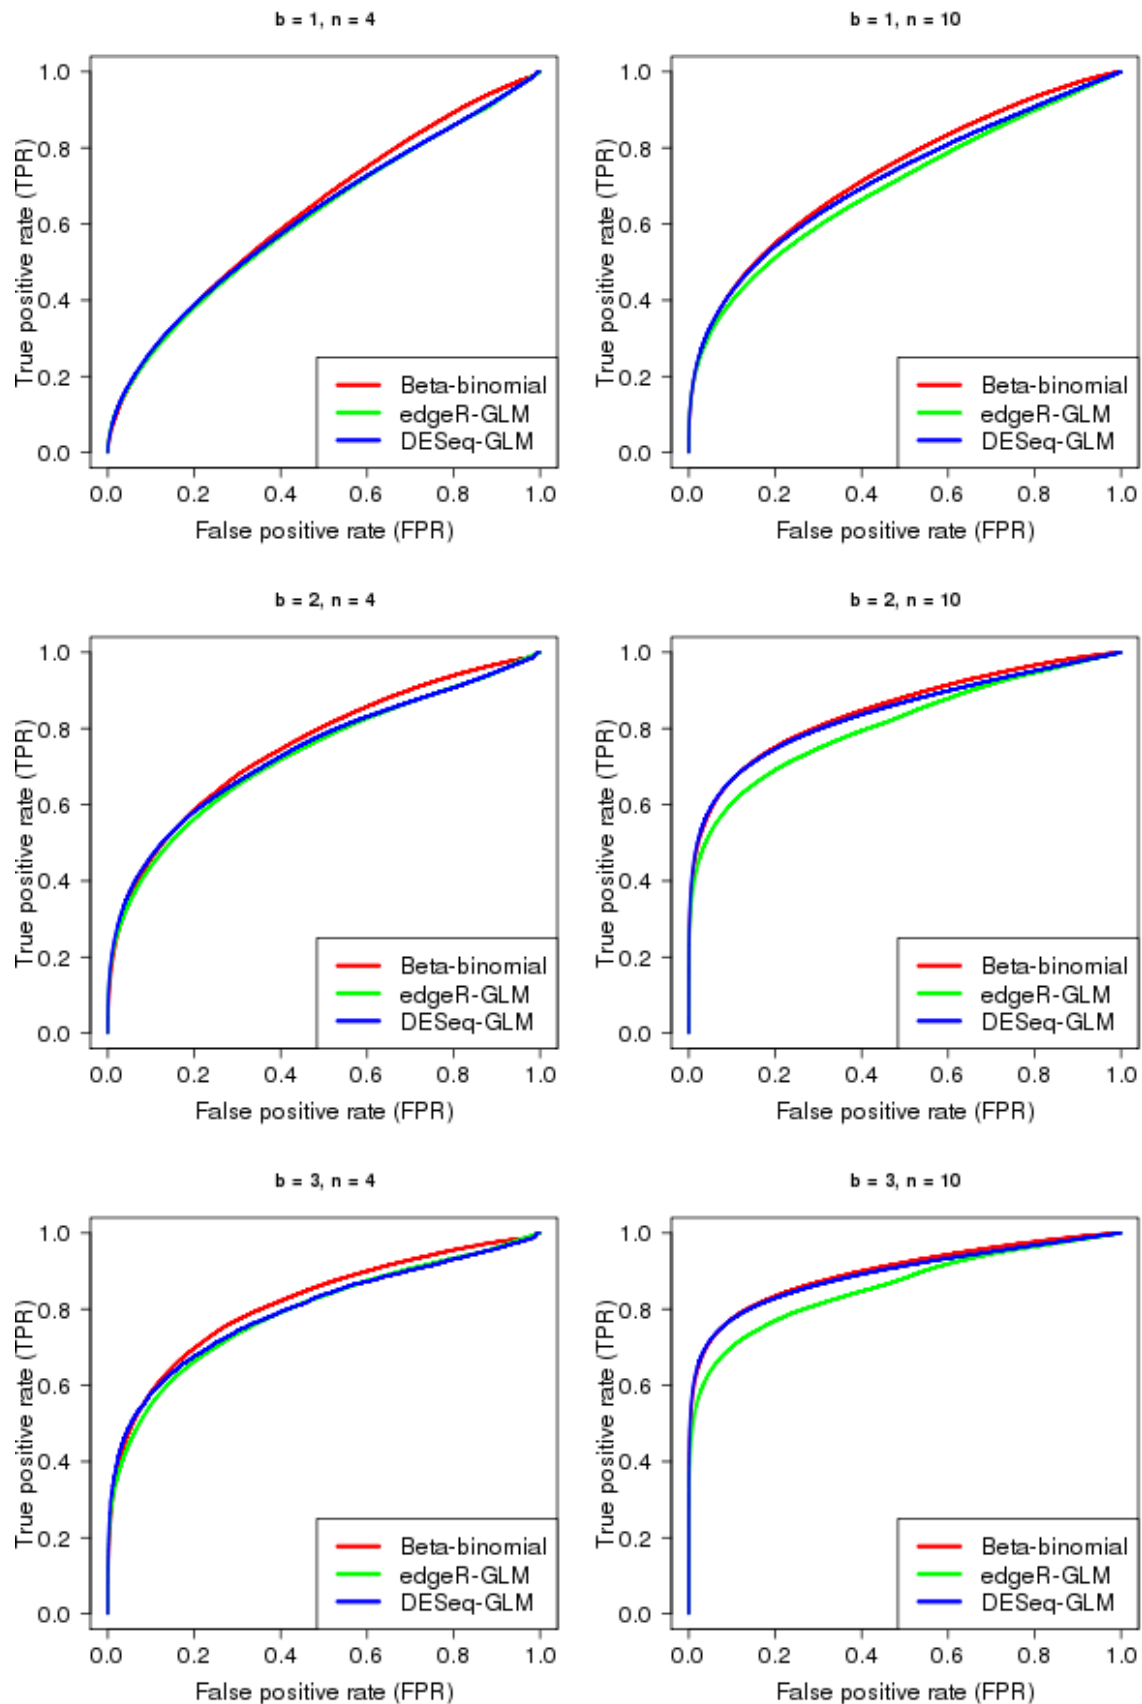 b = 1, n = 4
True positive rate (TPR)
1.0
0.8
0.6
0.4
0.2
0.0
Beta-binomial
edgeR-GLM
DESeq-GLM
0.0 0.2 0.4 0.6 0.8 1.0
False positive rate (FPR)
b = 1, n = 10
True positive rate (TPR)
1.0
0.8
0.6
0.4
0.2
0.0
Beta-binomial
edgeR-GLM
DESeq-GLM
0.0 0.2 0.4 0.6 0.8 1.0
False positive rate (FPR)
b = 2, n = 4
True positive rate (TPR)
1.0
0.8
0.6
0.4
0.2
0.0
Beta-binomial
edgeR-GLM
DESeq-GLM
0.0 0.2 0.4 0.6 0.8 1.0
False positive rate (FPR)
b = 2, n = 10
True positive rate (TPR)
1.0
0.8
0.6
0.4
0.2
0.0
Beta-binomial
edgeR-GLM
DESeq-GLM
0.0 0.2 0.4 0.6 0.8 1.0
False positive rate (FPR)
b = 3, n = 4
True positive rate (TPR)
1.0
0.8
0.6
0.4
0.2
0.0
Beta-binomial
edgeR-GLM
DESeq-GLM
0.0 0.2 0.4 0.6 0.8 1.0
False positive rate (FPR)
b = 3, n = 10
True positive rate (TPR)
1.0
0.8
0.6
0.4
0.2
0.0
Beta-binomial
edgeR-GLM
DESeq-GLM
0.0 0.2 0.4 0.6 0.8 1.0
False positive rate (FPR)